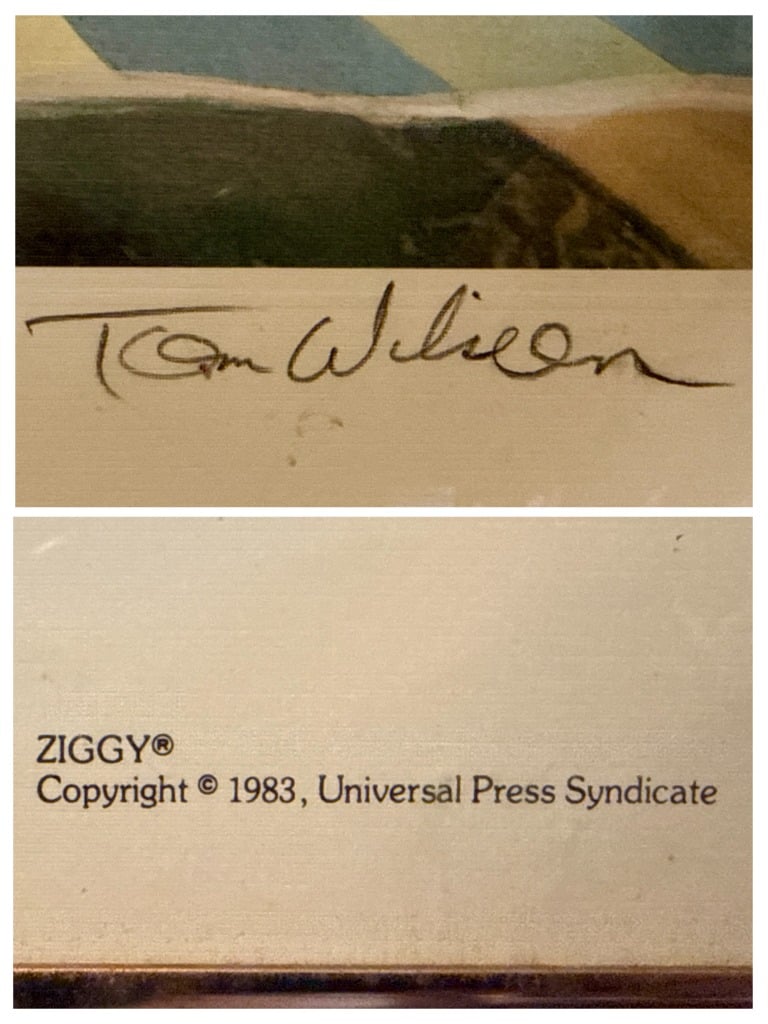 Tom Wilson
ZIGGY®
Copyright © 1983, Universal Press Syndicate